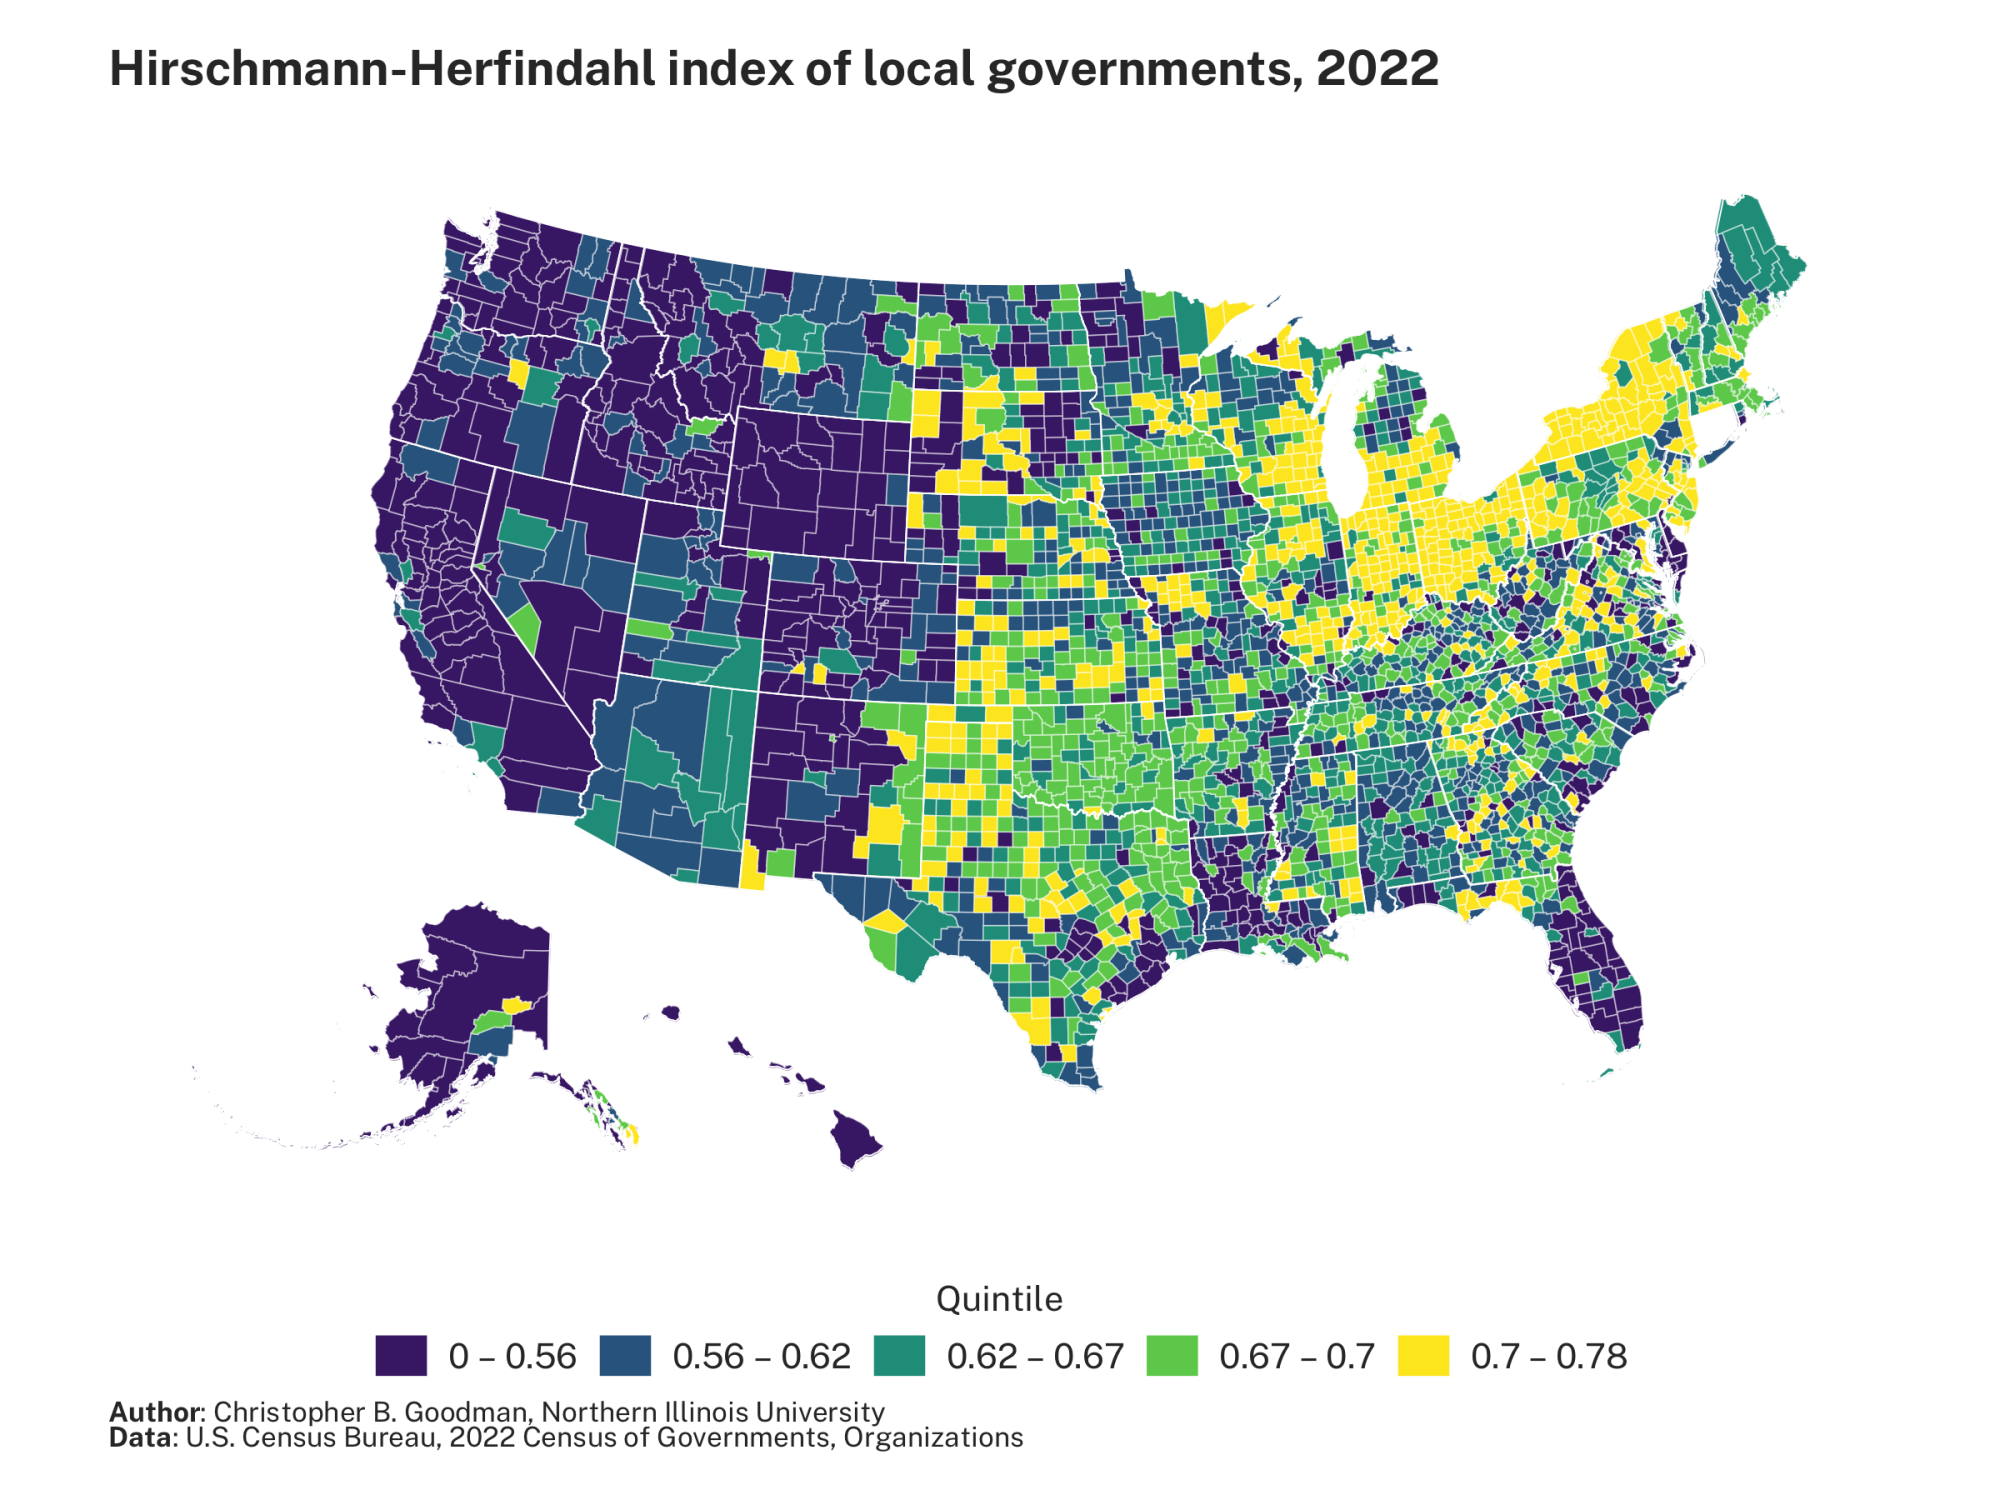 Hirschmann-Herfindahl index of local governments, 2022
Quintile
0 – 0.56 0.56 – 0.62 0.62 – 0.67 0.67 – 0.7 0.7 – 0.78
Author: Christopher B. Goodman, Northern Illinois University
Data: U.S. Census Bureau, 2022 Census of Governments, Organizations